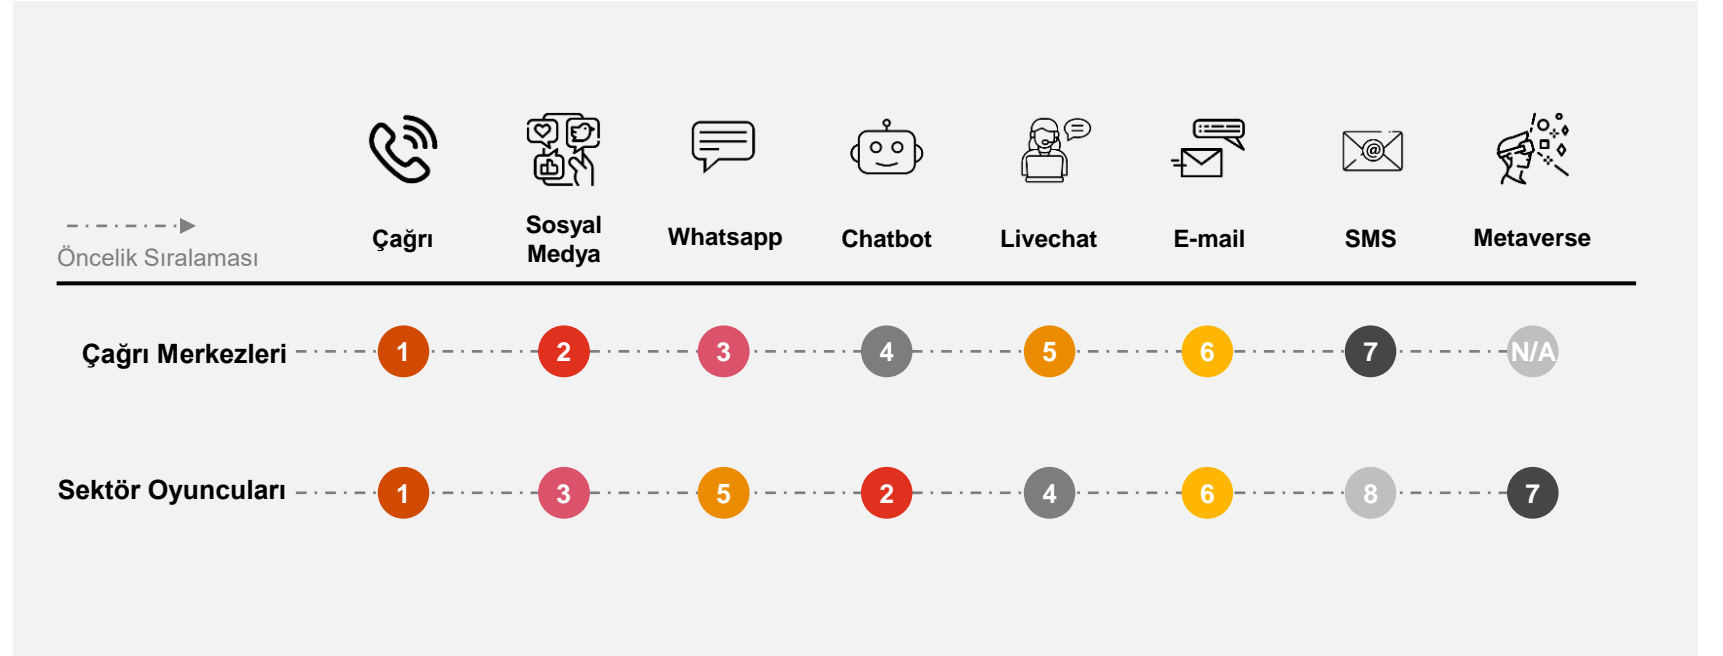 Öncelik Sıralaması
Çağrı
Sosyal
Medya
Whatsapp
Chatbot
Livechat
E-mail
SMS
Metaverse
Çağrı Merkezleri 1 2 3 4 5 6 7 N/A
Sektör Oyuncuları 1 3 5 2 4 6 8 7